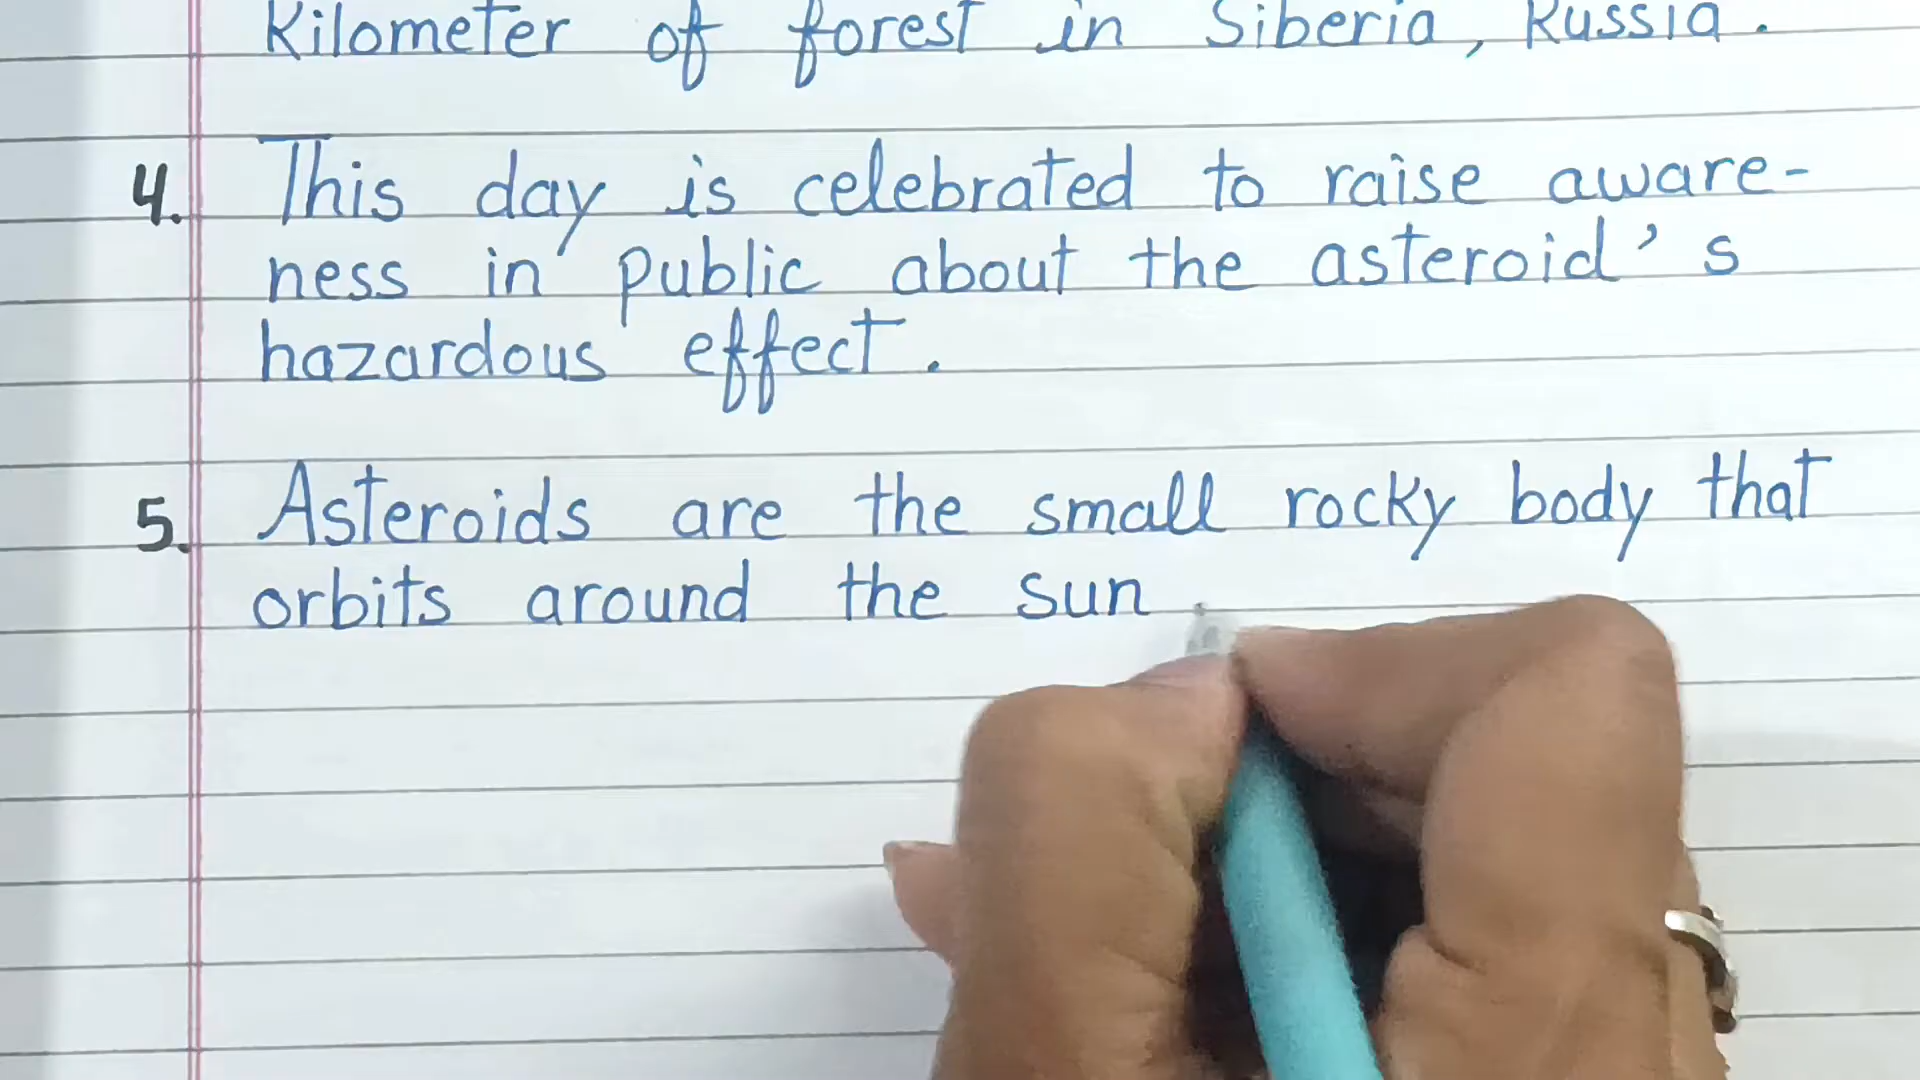 Kilometer of forest in Siberia, Russia.
4. This day is celebrated to raise aware-
ness in public about the asteroid's
hazardous effect.
5. Asteroids are the small rocky body that
orbits around the sun